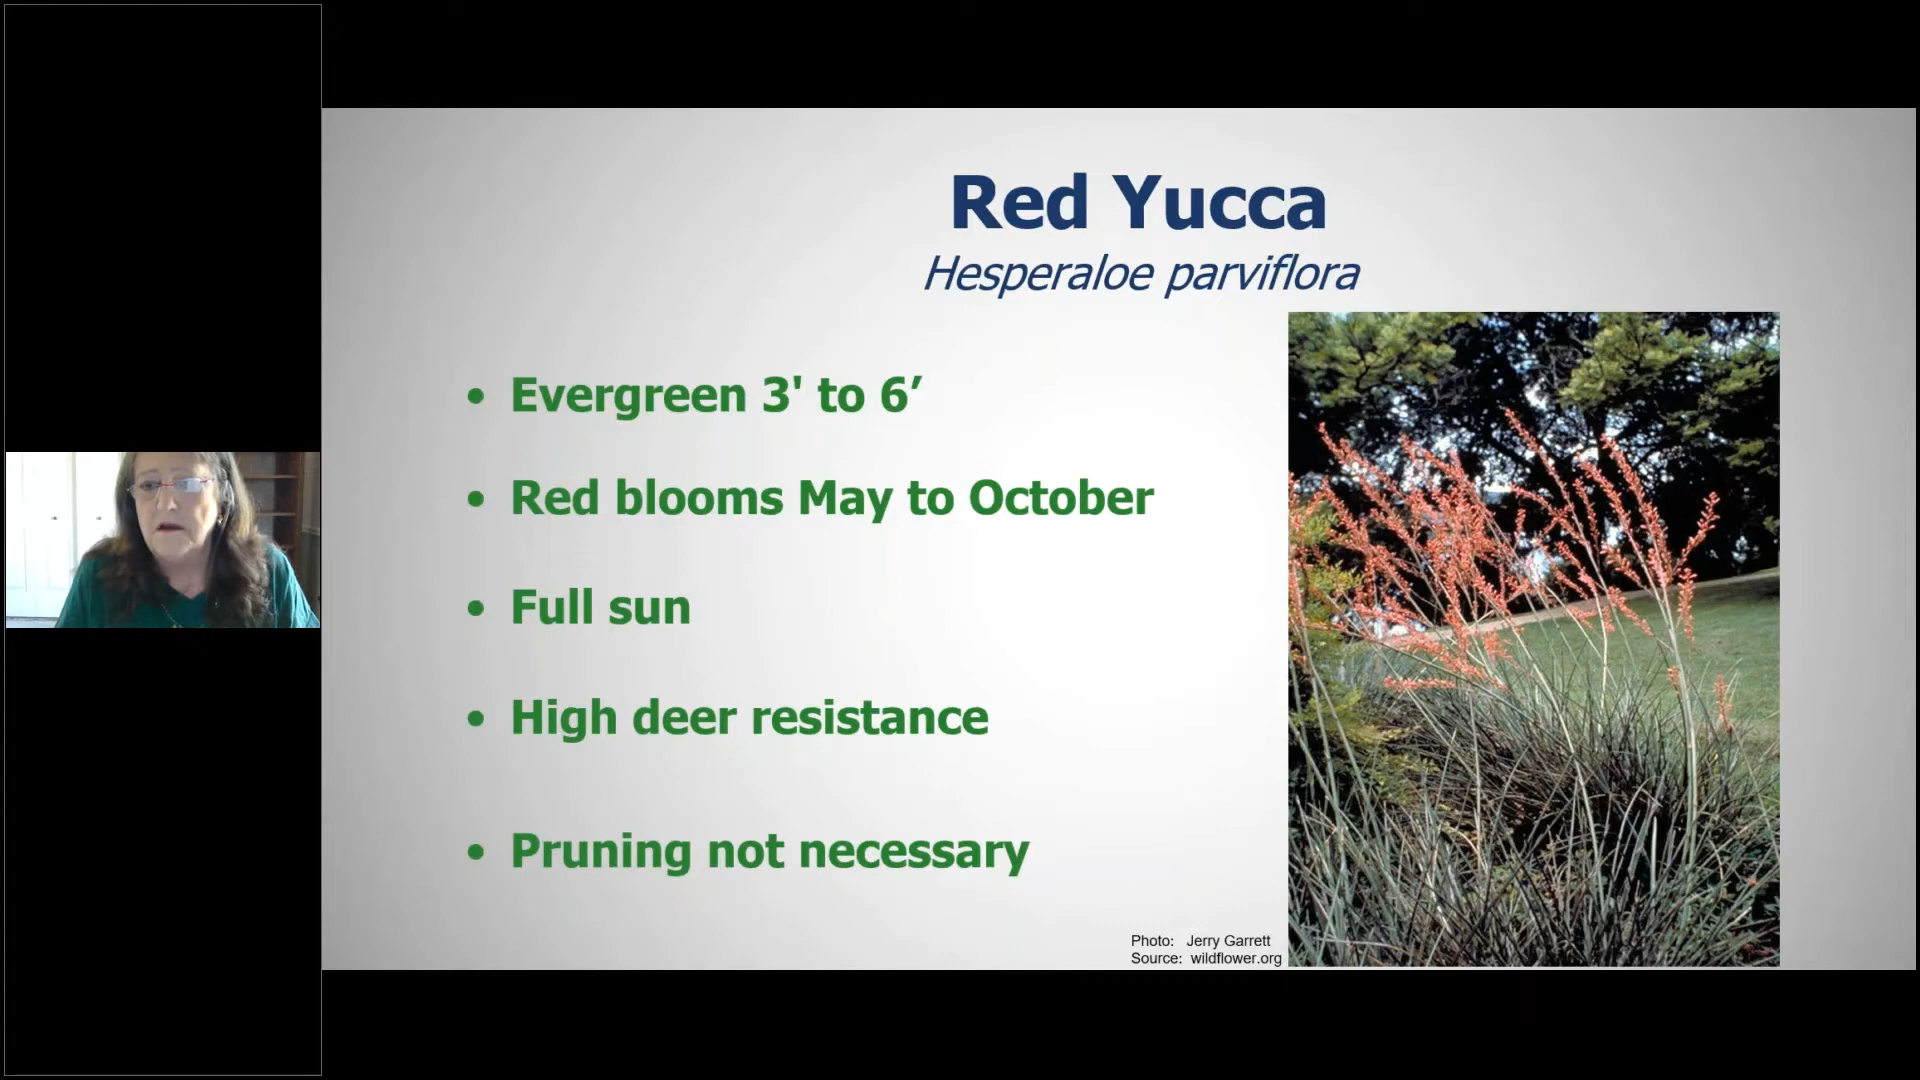 Red Yucca
Hesperaloe parviflora
• Evergreen 3' to 6’
• Red blooms May to October
• Full sun
• High deer resistance
• Pruning not necessary
Photo: Jerry Garrett
Source: wildflower.org